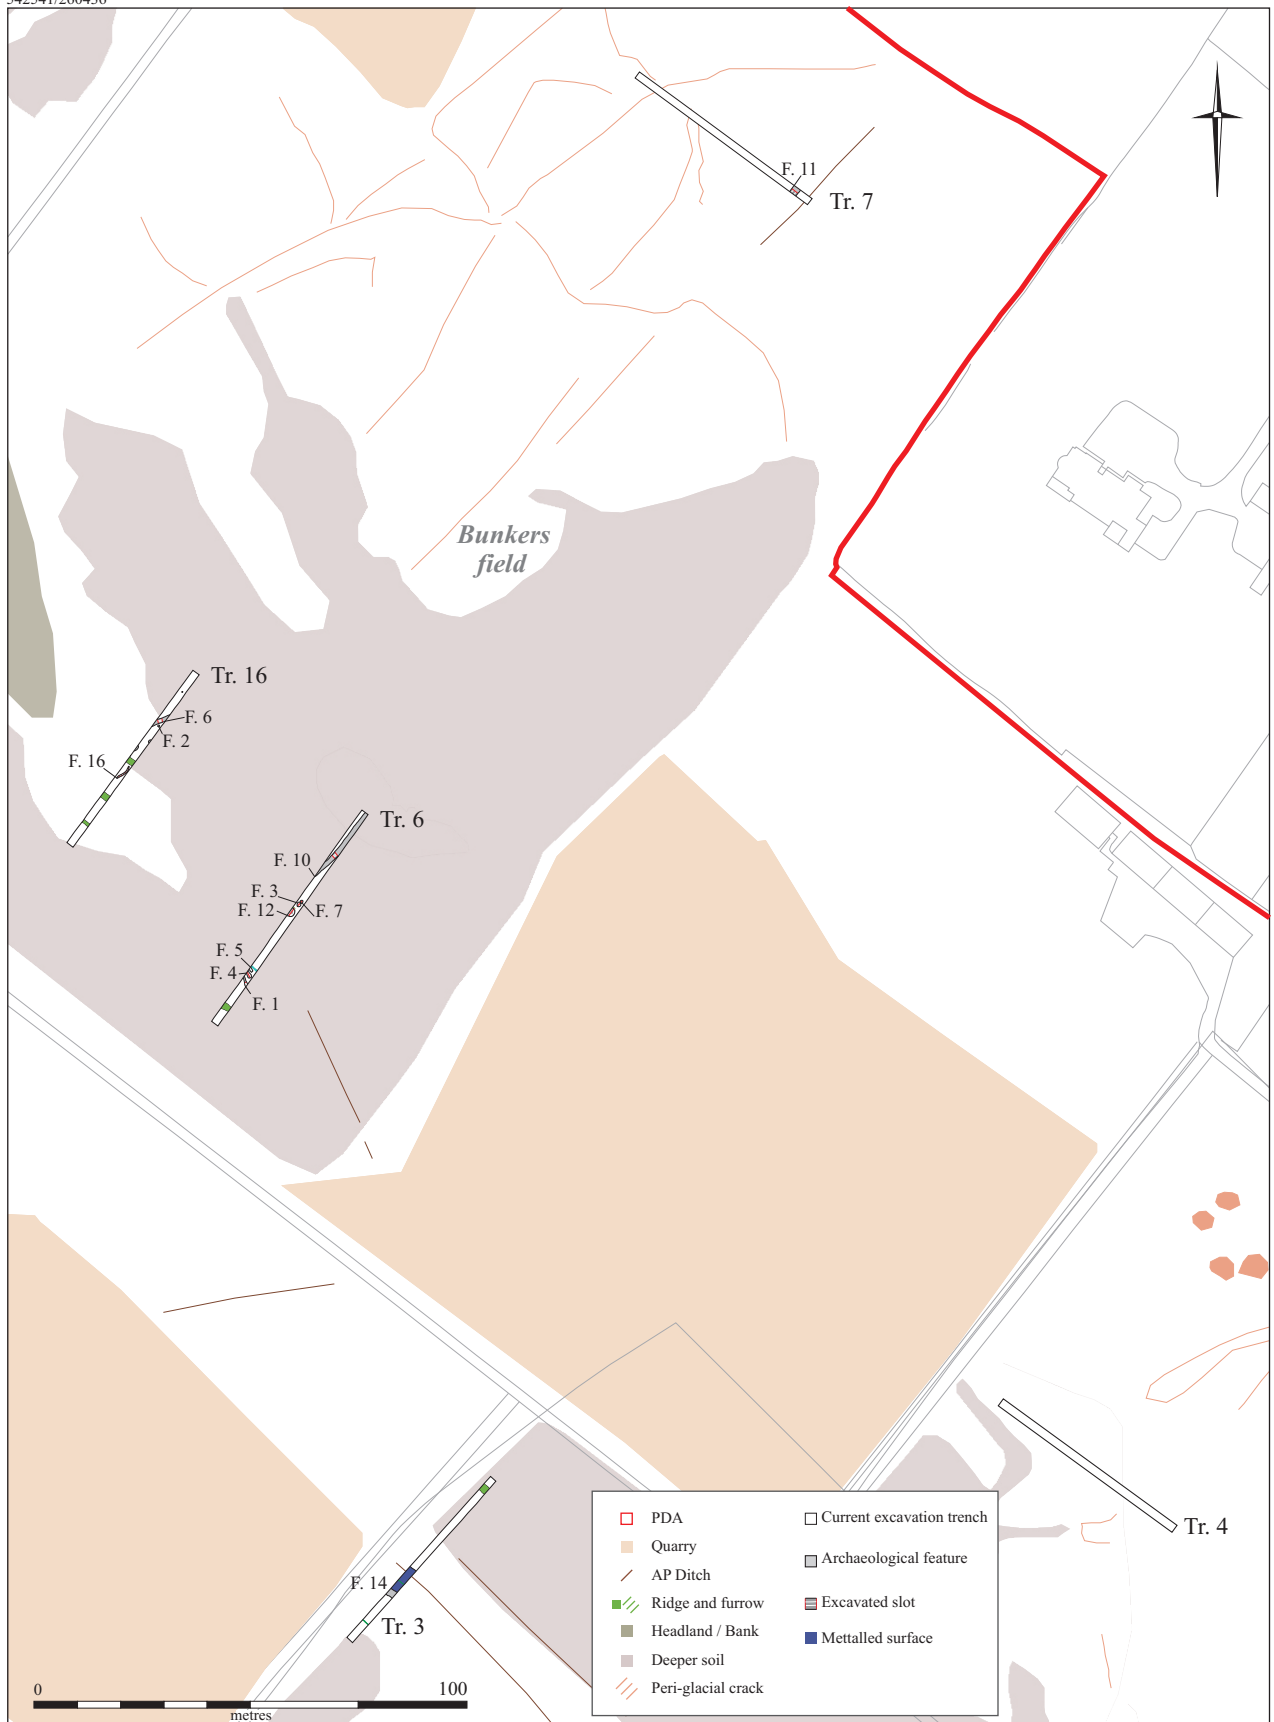 F. 11
Tr. 7
Bunkers
field
Tr. 16
F. 6
F. 2
F. 16
Tr. 6
F. 10
F. 3
F. 12
F. 7
F. 5
F. 4
F. 1
F. 14
Tr. 3
Tr. 4
PDA
Quarry
AP Ditch
Ridge and furrow
Headland / Bank
Deeper soil
Peri-glacial crack
Current excavation trench
Archaeological feature
Excavated slot
Mettalled surface
0 100
metres